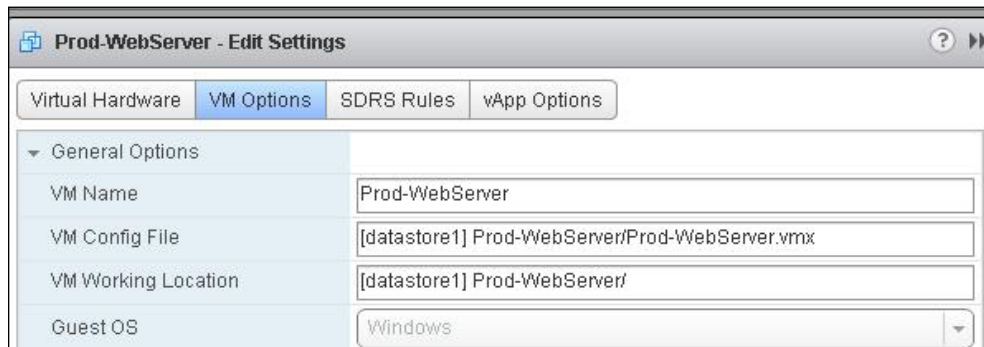 Prod-WebServer - Edit Settings ?
Virtual Hardware VM Options SDRS Rules vApp Options
General Options
VM Name Prod-WebServer
VM Config File [datastore1] Prod-WebServer/Prod-WebServer.vmx
VM Working Location [datastore1] Prod-WebServer/
Guest OS Windows